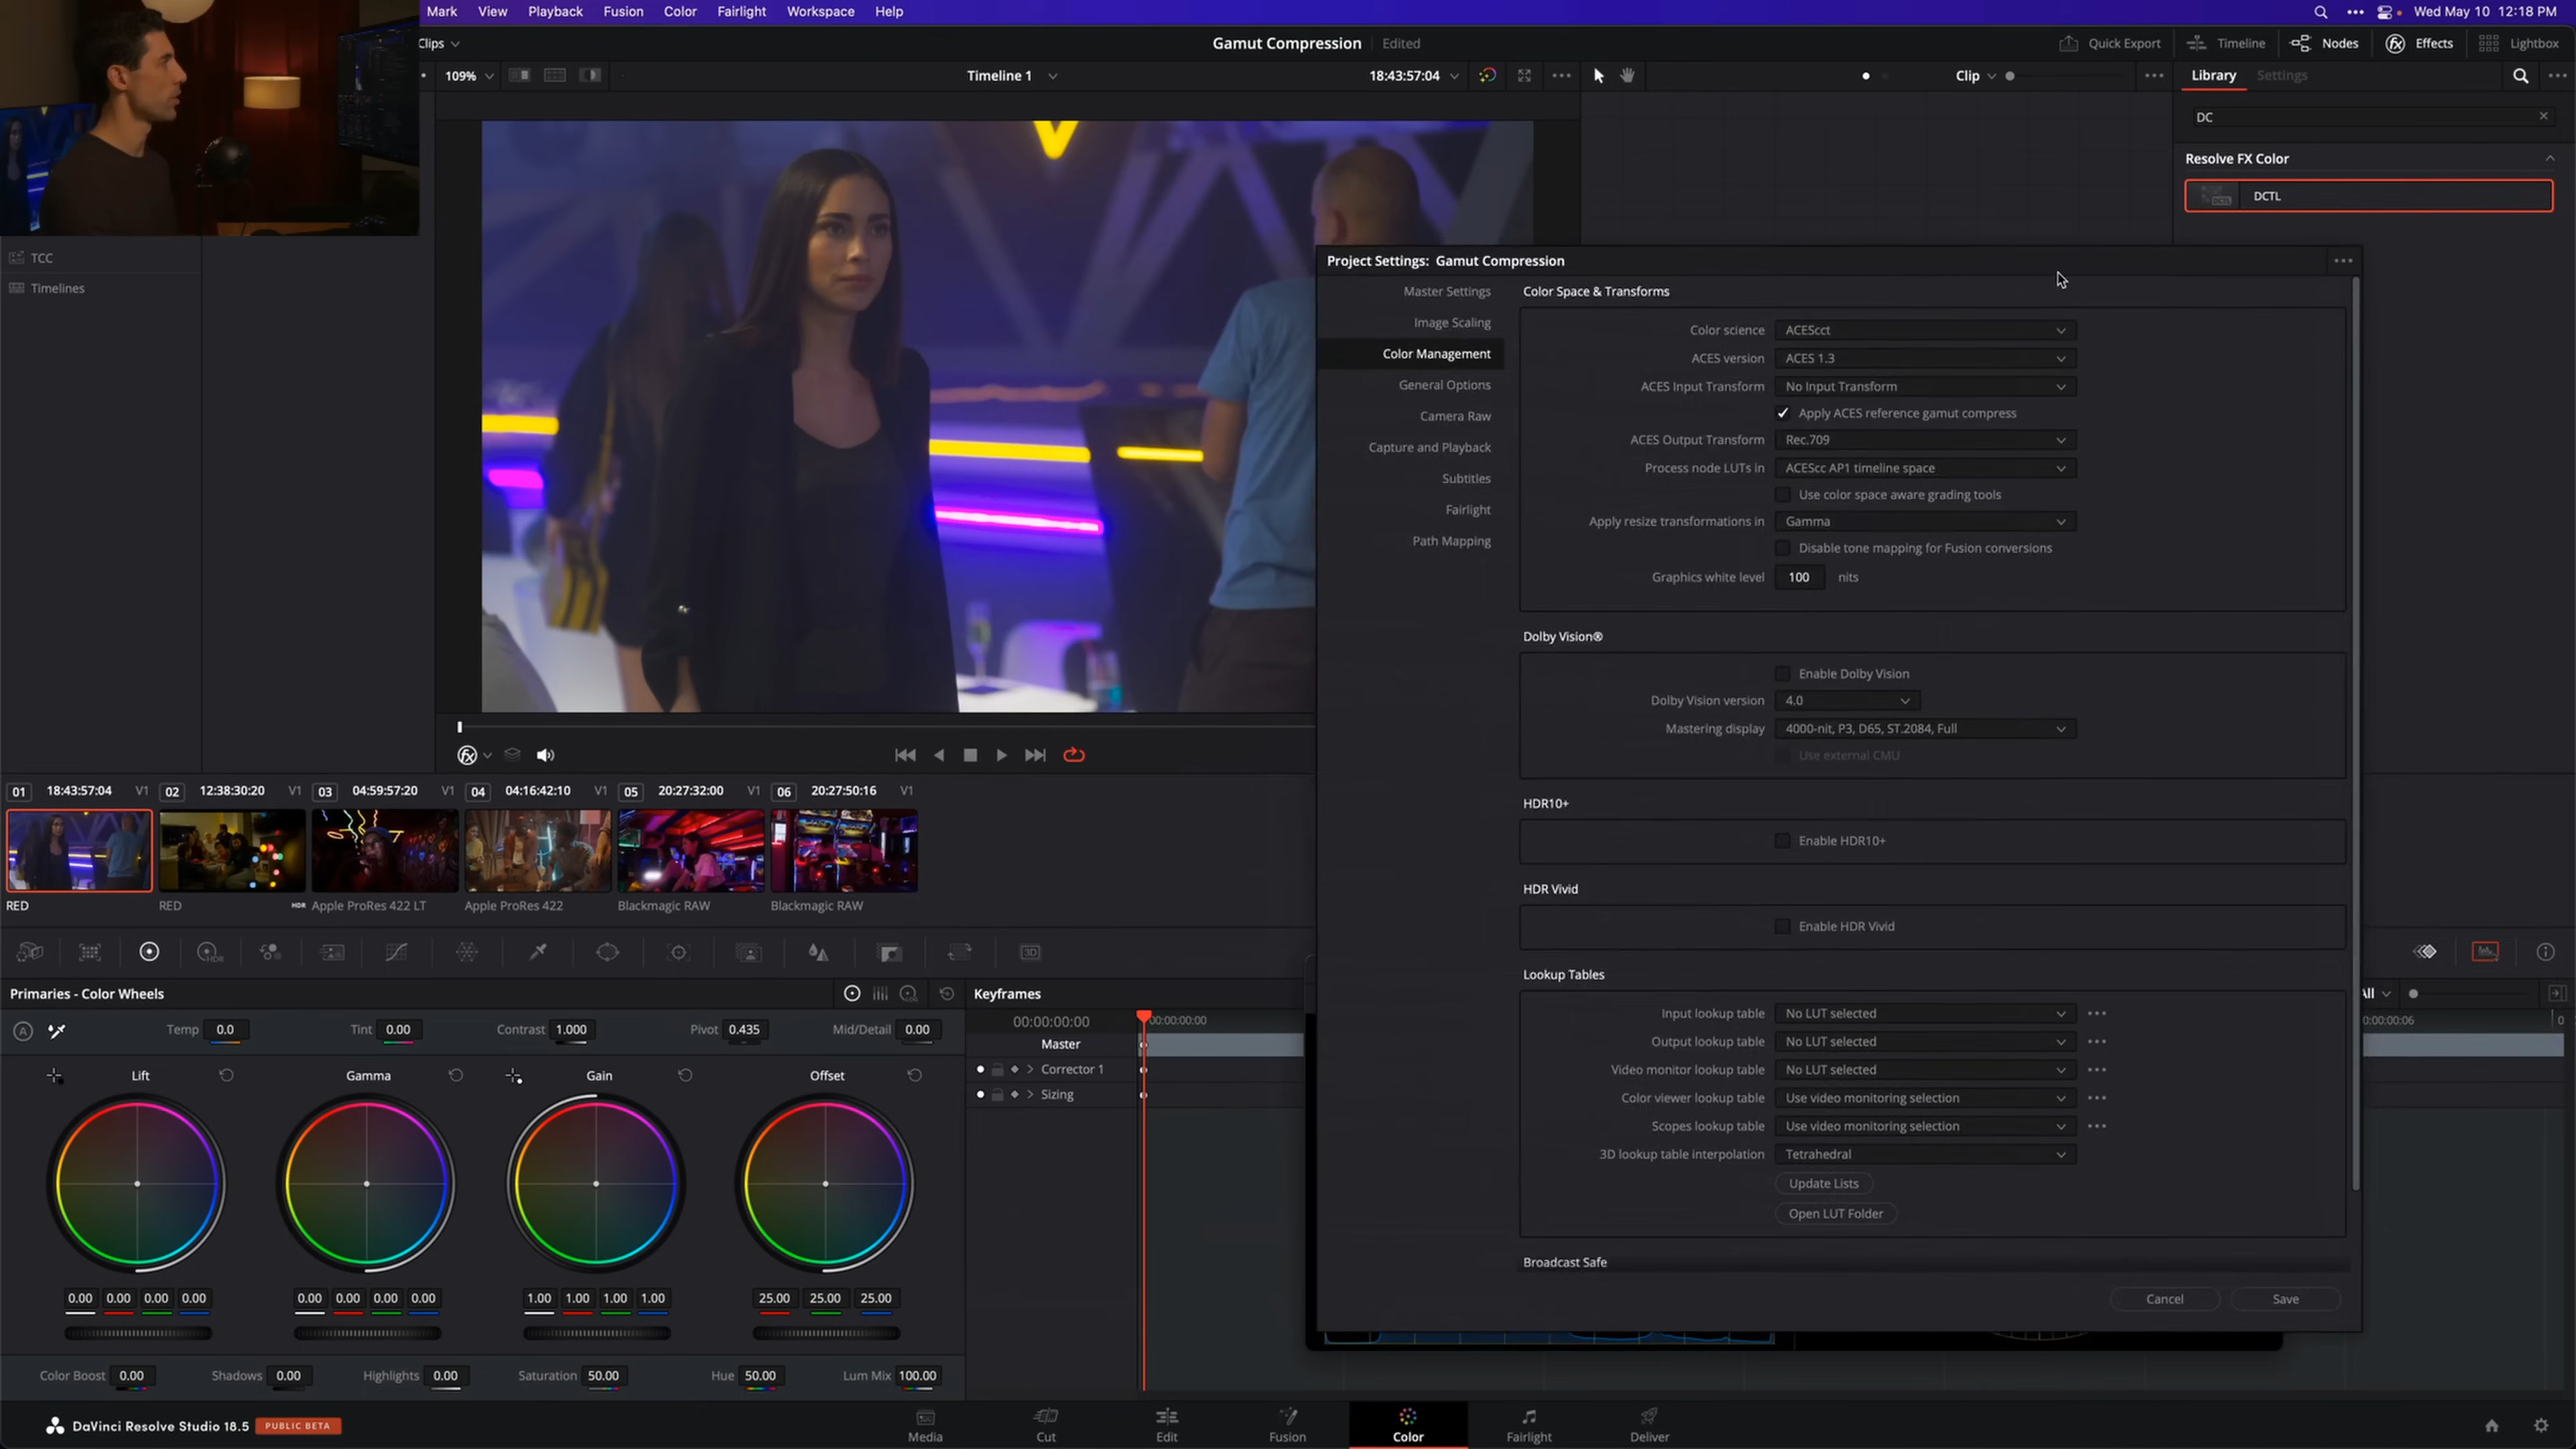 Mark View Playback Fusion Color Fairlight Workspace Help
Wed May 10 12:18 PM
Clips
Gamut Compression Edited
Quick Export Timeline Nodes Effects Lightbox
109%
Timeline 1
18:43:57:04
Clip
Library Settings
DC
Resolve FX Color
DCTL
TCC
Timelines
Project Settings: Gamut Compression
Master Settings
Image Scaling
Color Management
General Options
Camera Raw
Capture and Playback
Subtitles
Fairlight
Path Mapping
Color Space & Transforms
Color science ACEScct
ACES version ACES 1.3
ACES Input Transform No Input Transform
Apply ACES reference gamut compress
ACES Output Transform Rec.709
Process node LUTs in ACEScc AP1 timeline space
Use color space aware grading tools
Apply resize transformations in Gamma
Disable tone mapping for Fusion conversions
Graphics white level 100 nits
Dolby Vision®
Enable Dolby Vision
Dolby Vision version 4.0
Mastering display 4000-nit, P3, D65, ST.2084, Full
Use external CMU
HDR10+
Enable HDR10+
HDR Vivid
Enable HDR Vivid
Lookup Tables
Input lookup table No LUT selected
Output lookup table No LUT selected
Video monitor lookup table No LUT selected
Color viewer lookup table Use video monitoring selection
Scopes lookup table Use video monitoring selection
3D lookup table interpolation Tetrahedral
Update Lists
Open LUT Folder
Broadcast Safe
Cancel Save
01 18:43:57:04 V1 02 12:38:30:20 V1 03 04:59:57:20 V1 04 04:16:42:10 V1 05 20:27:32:00 V1 06 20:27:50:16 V1
RED RED HDR Apple ProRes 422 LT Apple ProRes 422 Blackmagic RAW Blackmagic RAW
HDR
3D
Primaries - Color Wheels
Keyframes
All
Temp 0.0 Tint 0.00 Contrast 1.000 Pivot 0.435 Mid/Detail 0.00
00:00:00:00 00:00:00:00
0:00:00:06 0
Master
Corrector 1
Sizing
Lift Gamma Gain Offset
0.00 0.00 0.00 0.00 0.00 0.00 0.00 0.00 1.00 1.00 1.00 1.00 25.00 25.00 25.00
Color Boost 0.00 Shadows 0.00 Highlights 0.00 Saturation 50.00 Hue 50.00 Lum Mix 100.00
DaVinci Resolve Studio 18.5 PUBLIC BETA
Media Cut Edit Fusion Color Fairlight Deliver